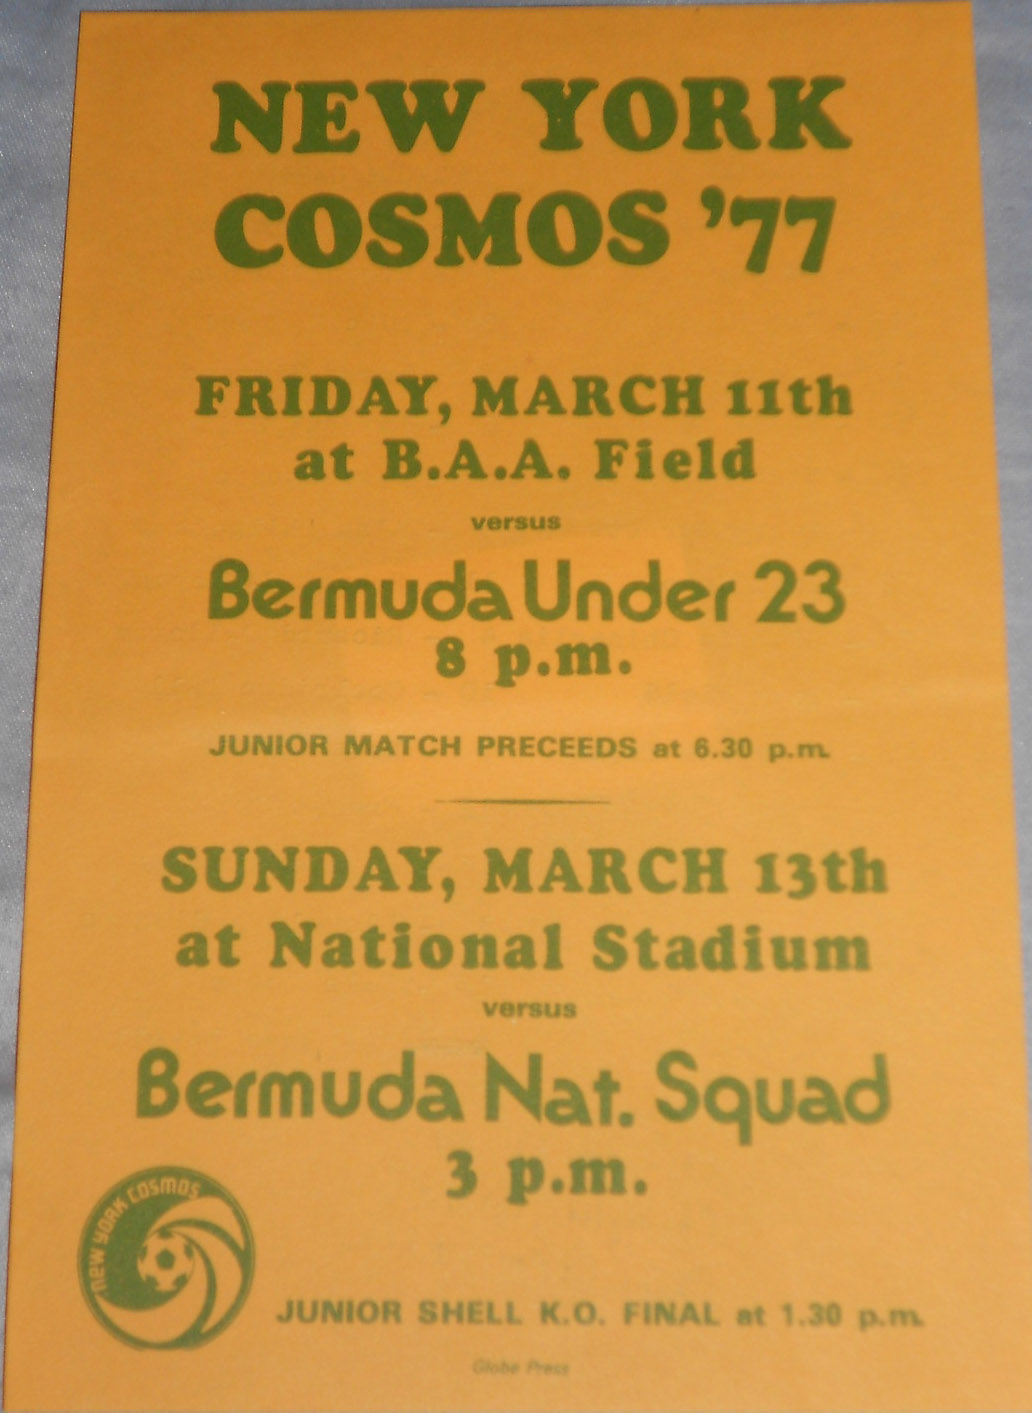 NEW YORK
COSMOS '77
FRIDAY, MARCH 11th
at B.A.A. Field
versus
Bermuda Under 23
8 p.m.
JUNIOR MATCH PRECEEDS at 6.30 p.m.
SUNDAY, MARCH 13th
at National Stadium
versus
Bermuda Nat. Squad
3 p.m.
NEW YORK COSMOS
JUNIOR SHELL K.O. FINAL at 1.30 p.m.
Globe Press